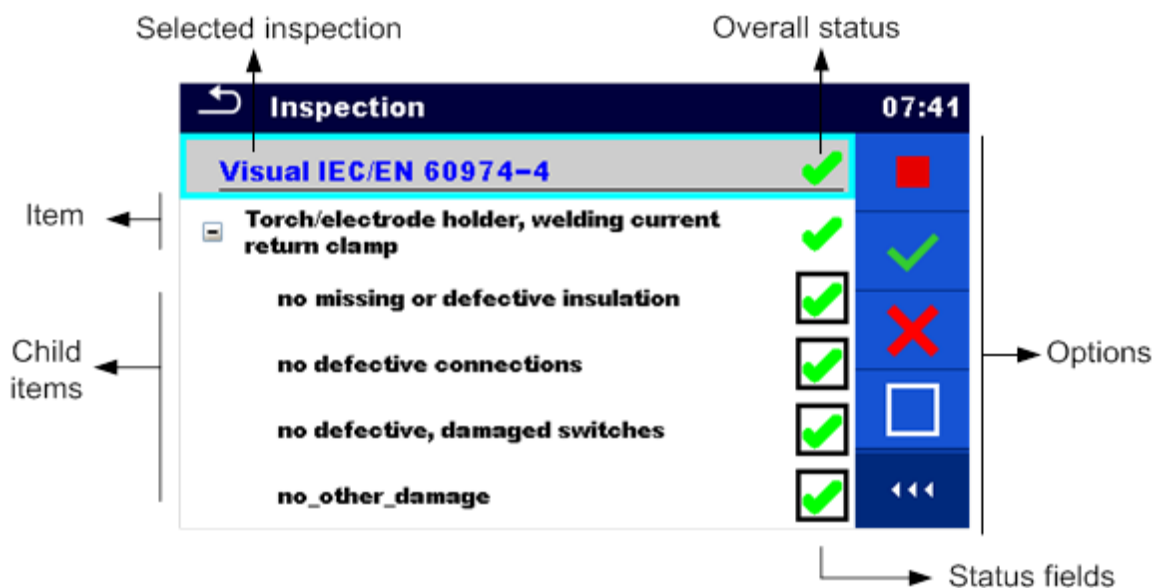 Selected inspection
Overall status
Inspection
07:41
Visual IEC/EN 60974-4
Item
Torch/electrode holder, welding current
return clamp
no missing or defective insulation
Child
items
no defective connections
Options
no defective, damaged switches
no_other_damage
Status fields